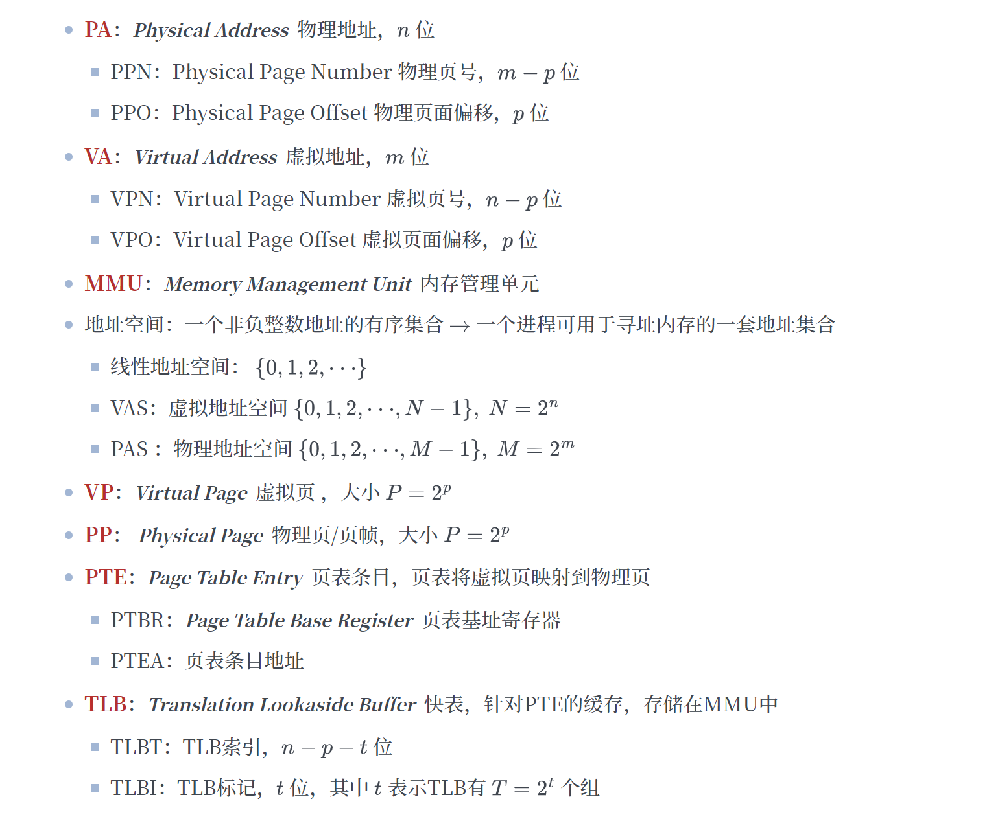 PA：Physical Address 物理地址，n 位
PPN：Physical Page Number 物理页号，m − p 位
PPO：Physical Page Offset 物理页面偏移，p 位
VA：Virtual Address 虚拟地址，m 位
VPN：Virtual Page Number 虚拟页号，n − p 位
VPO：Virtual Page Offset 虚拟页面偏移，p 位
MMU：Memory Management Unit 内存管理单元
地址空间：一个非负整数地址的有序集合 → 一个进程可用于寻址内存的一套地址集合
线性地址空间： {0, 1, 2, ···}
VAS：虚拟地址空间 {0, 1, 2, ···, N − 1}, N = 2ⁿ
PAS ：物理地址空间 {0, 1, 2, ···, M − 1}, M = 2ᵐ
VP：Virtual Page 虚拟页 ，大小 P = 2ᵖ
PP： Physical Page 物理页/页帧，大小 P = 2ᵖ
PTE：Page Table Entry 页表条目，页表将虚拟页映射到物理页
PTBR：Page Table Base Register 页表基址寄存器
PTEA：页表条目地址
TLB：Translation Lookaside Buffer 快表，针对PTE的缓存，存储在MMU中
TLBT：TLB索引，n − p − t 位
TLBI：TLB标记，t 位，其中 t 表示TLB有 T = 2ᵗ 个组